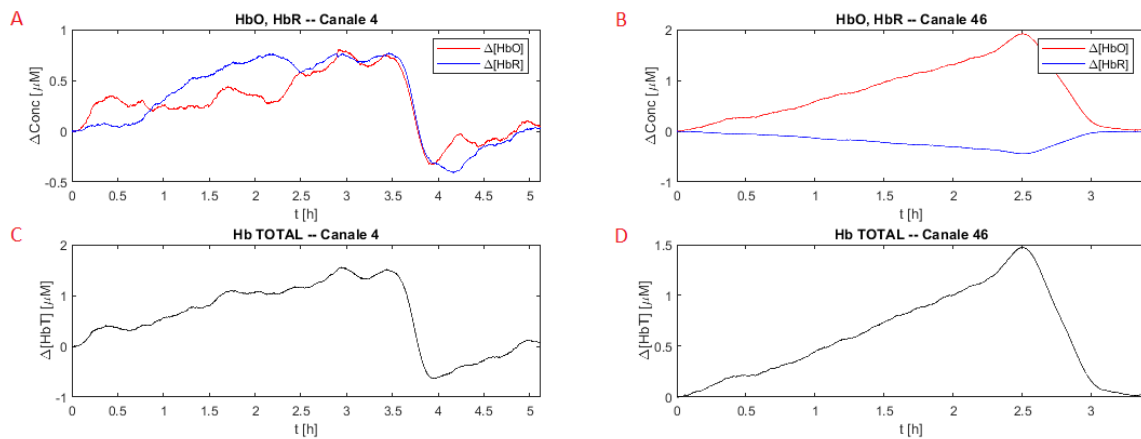 A
HbO, HbR -- Canale 4
1
0.5
0
-0.5
ΔConc [μM]
Δ[HbO]
Δ[HbR]
0 0.5 1 1.5 2 2.5 3 3.5 4 4.5 5
t [h]
B
HbO, HbR -- Canale 46
2
1
0
-1
ΔConc [μM]
Δ[HbO]
Δ[HbR]
0 0.5 1 1.5 2 2.5 3
t [h]
C
Hb TOTAL -- Canale 4
2
1
0
-1
Δ[HbT] [μM]
0 0.5 1 1.5 2 2.5 3 3.5 4 4.5 5
t [h]
D
Hb TOTAL -- Canale 46
1.5
1
0.5
0
Δ[HbT] [μM]
0 0.5 1 1.5 2 2.5 3
t [h]